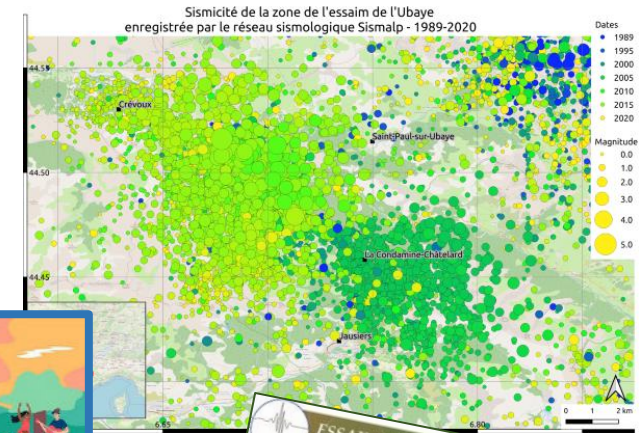 Sismicité de la zone de l'essaim de l'Ubaye
enregistrée par le réseau sismologique Sismalp - 1989-2020
Dates
1989
1995
2000
2005
2010
2015
2020
Magnitude
0.0
1.0
2.0
3.0
4.0
5.0
44.55
Crévoux
Saint-Paul-sur-Ubaye
44.50
La Condamine-Châtelard
44.45
Jausiers
6.65
6.80
0 1 2 km